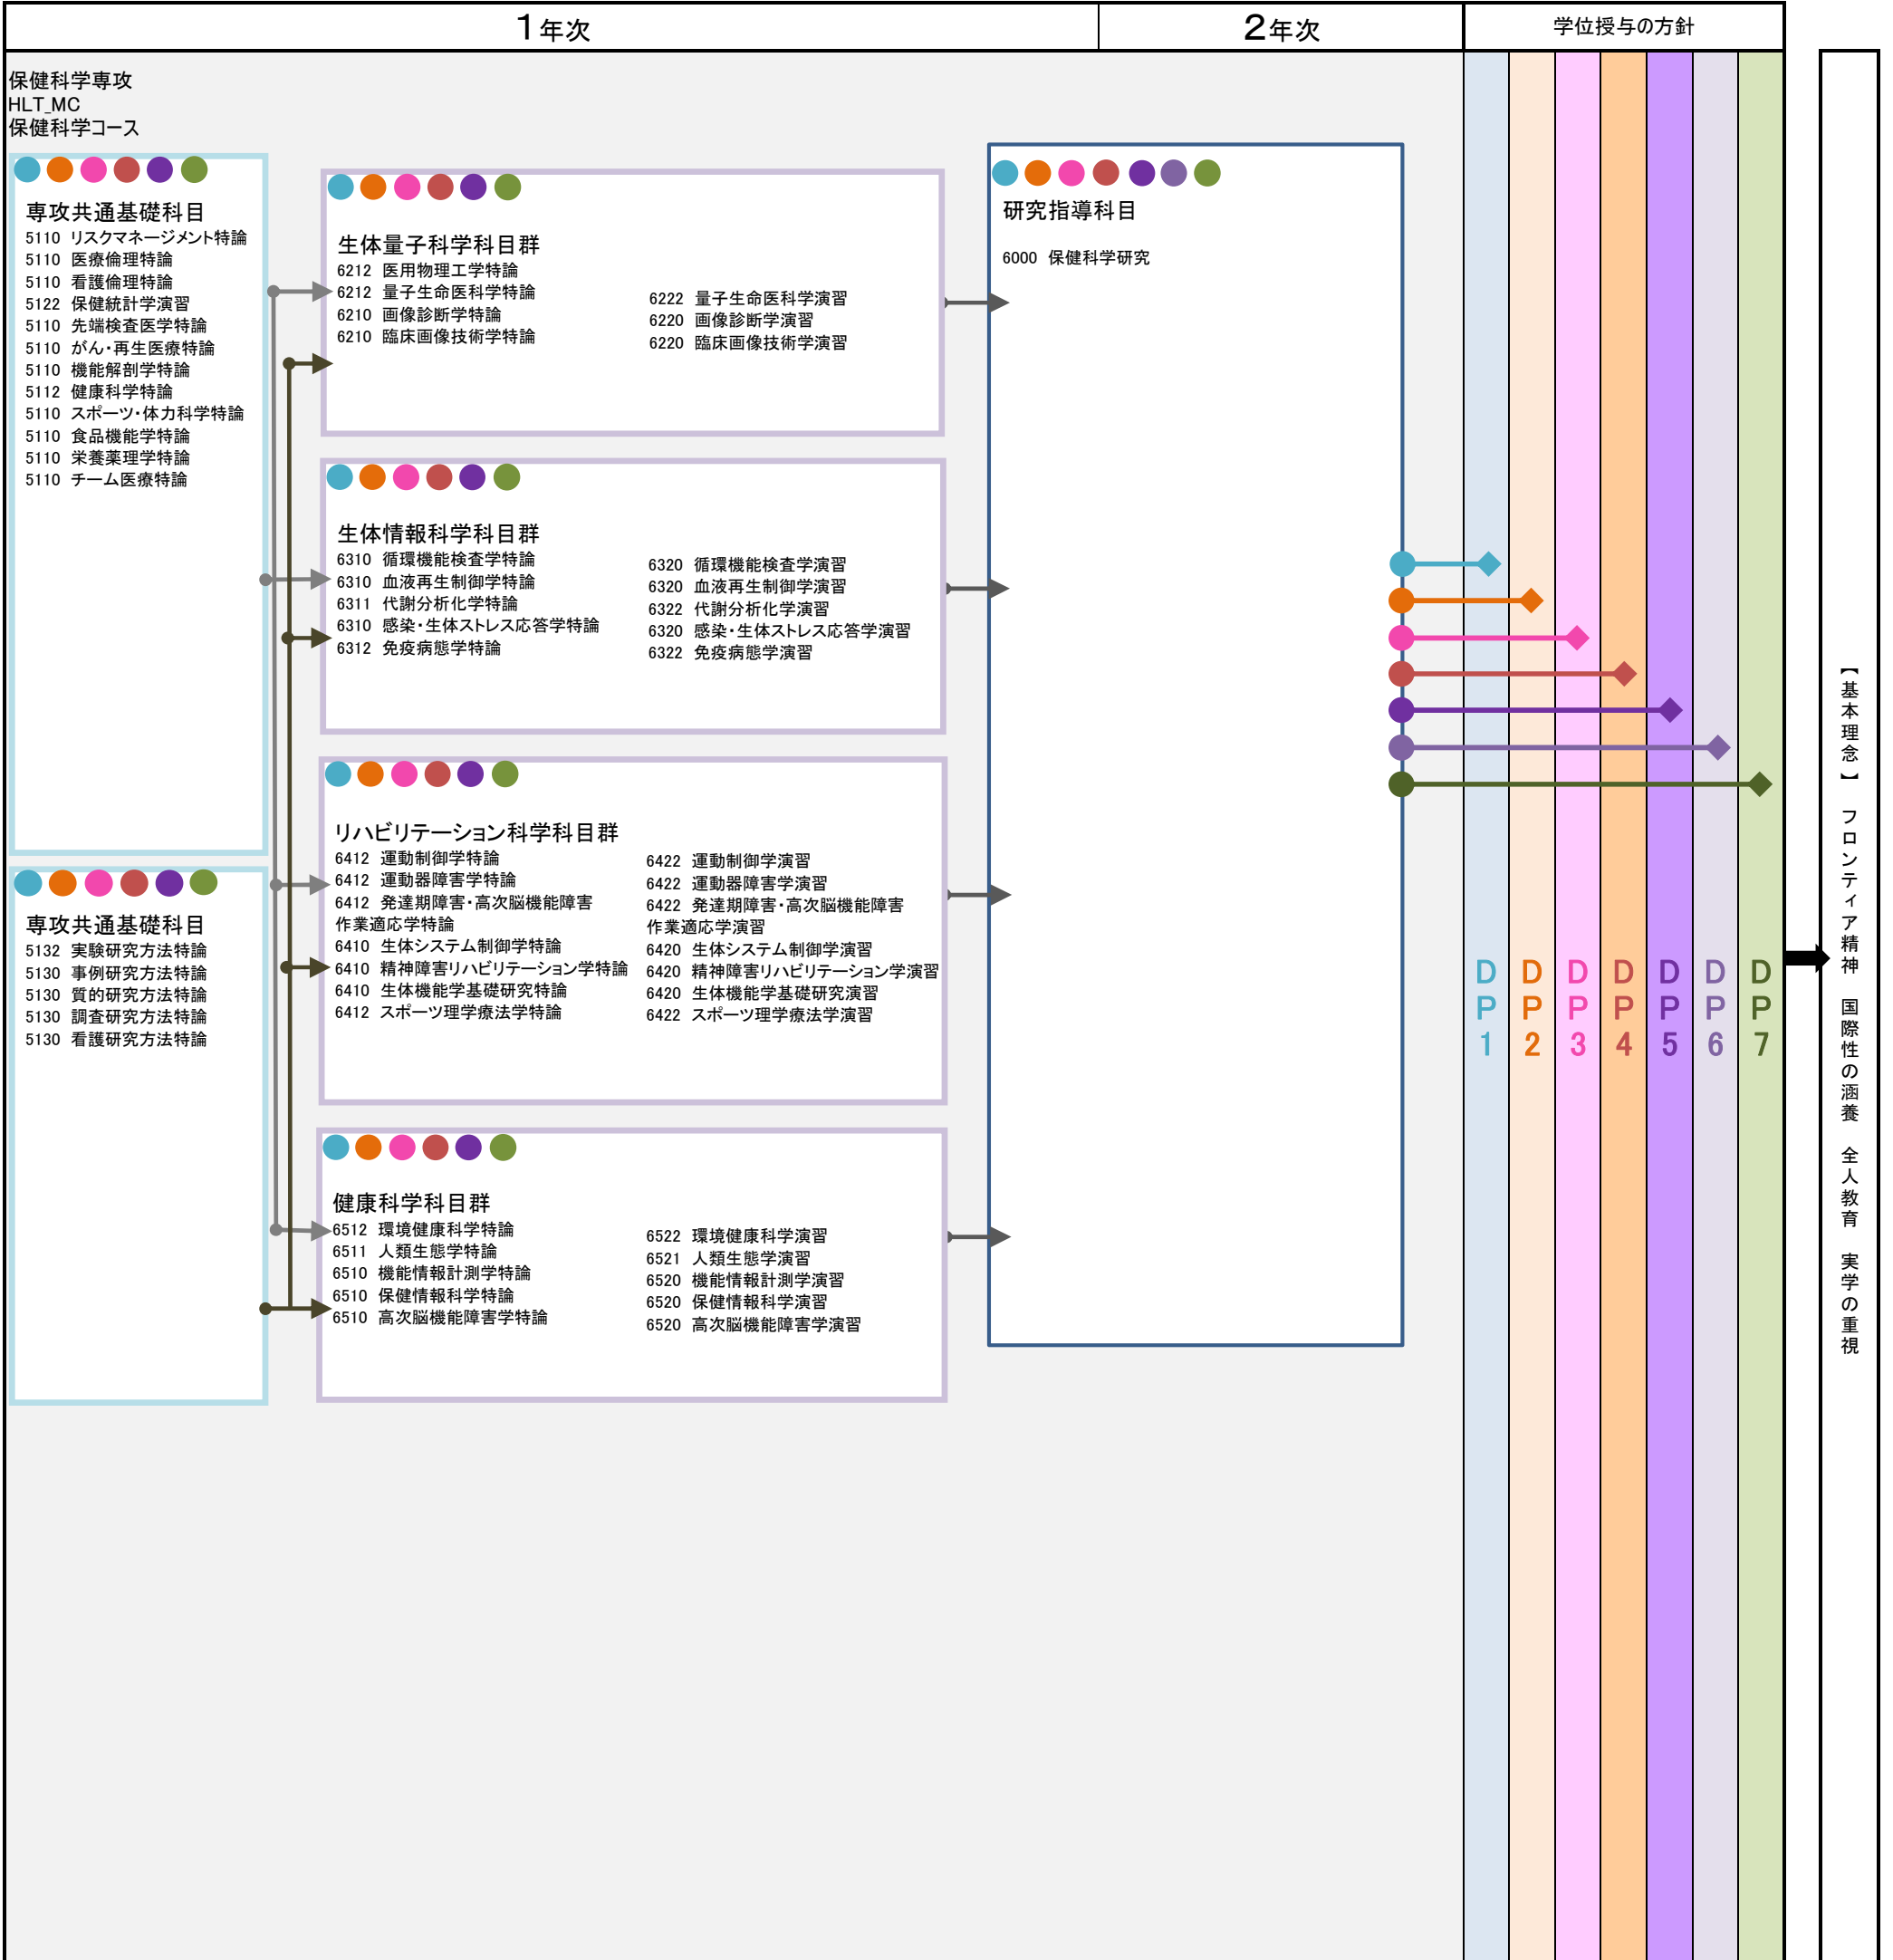 1年次
2年次
学位授与の方針
保健科学専攻
HLT_MC
保健科学コース
専攻共通基礎科目
5110 リスクマネージメント特論
5110 医療倫理特論
5110 看護倫理特論
5122 保健統計学演習
5110 先端検査医学特論
5110 がん・再生医療特論
5110 機能解剖学特論
5112 健康科学特論
5110 スポーツ・体力科学特論
5110 食品機能学特論
5110 栄養薬理学特論
5110 チーム医療特論
専攻共通基礎科目
5132 実験研究方法特論
5130 事例研究方法特論
5130 質的研究方法特論
5130 調査研究方法特論
5130 看護研究方法特論
生体量子科学科目群
6212 医用物理工学特論
6212 量子生命医科学特論
6210 画像診断学特論
6210 臨床画像技術学特論
6222 量子生命医科学演習
6220 画像診断学演習
6220 臨床画像技術学演習
生体情報科学科目群
6310 循環機能検査学特論
6310 血液再生制御学特論
6311 代謝分析化学特論
6310 感染・生体ストレス応答学特論
6312 免疫病態学特論
6320 循環機能検査学演習
6320 血液再生制御学演習
6322 代謝分析化学演習
6320 感染・生体ストレス応答学演習
6322 免疫病態学演習
リハビリテーション科学科目群
6412 運動制御学特論
6412 運動器障害学特論
6412 発達期障害・高次脳機能障害
作業適応学特論
6410 生体システム制御学特論
6410 精神障害リハビリテーション学特論
6410 生体機能学基礎研究特論
6412 スポーツ理学療法学特論
6422 運動制御学演習
6422 運動器障害学演習
6422 発達期障害・高次脳機能障害
作業適応学演習
6420 生体システム制御学演習
6420 精神障害リハビリテーション学演習
6420 生体機能学基礎研究演習
6422 スポーツ理学療法学演習
健康科学科目群
6512 環境健康科学特論
6511 人類生態学特論
6510 機能情報計測学特論
6510 保健情報科学特論
6510 高次脳機能障害学特論
6522 環境健康科学演習
6521 人類生態学演習
6520 機能情報計測学演習
6520 保健情報科学演習
6520 高次脳機能障害学演習
研究指導科目
6000 保健科学研究
DP1
DP2
DP3
DP4
DP5
DP6
DP7
【基本理念】 フロンティア精神 国際性の涵養 全人教育 実学の重視